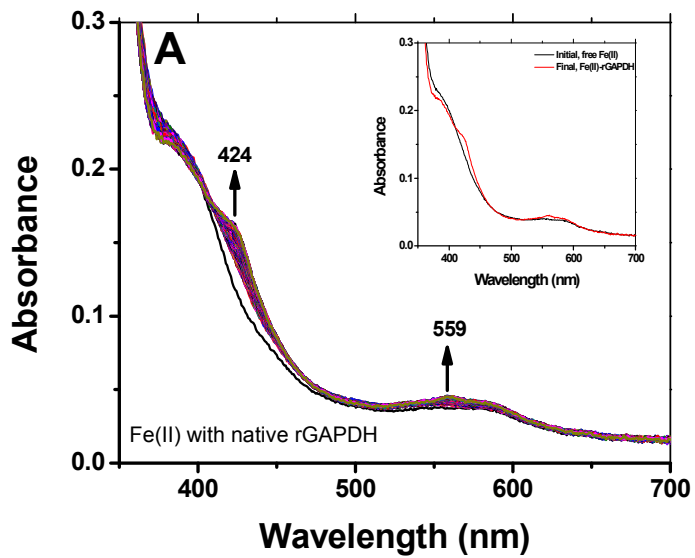 A
0.3
0.2
0.1
0.0
Absorbance
424
559
Fe(II) with native rGAPDH
400
500
600
700
Wavelength (nm)
0.3
0.2
0.1
0.0
Absorbance
Initial, free Fe(II)
Final, Fe(II)-rGAPDH
400
500
600
700
Wavelength (nm)